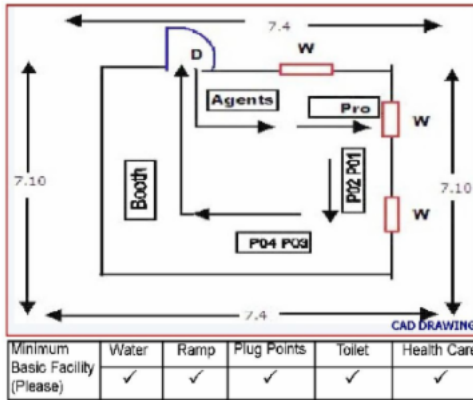 7.4
D
W
Agents
Pro
W
7.10
Booth
P02 P01
7.10
W
P04 P03
7.4
CAD DRAWING
Minimum Basic Facility (Please) Water Ramp Plug Points Toilet Health Care
✓ ✓ ✓ ✓ ✓